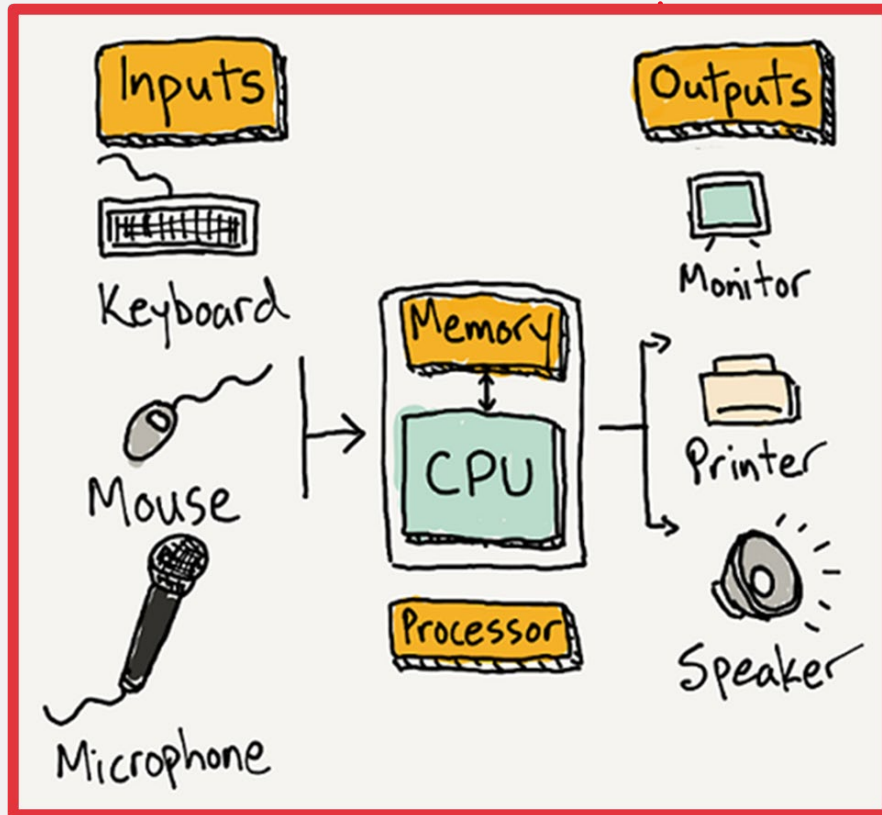 Inputs
Keyboard
Mouse
Microphone
Memory
CPU
Processor
Outputs
Monitor
Printer
Speaker